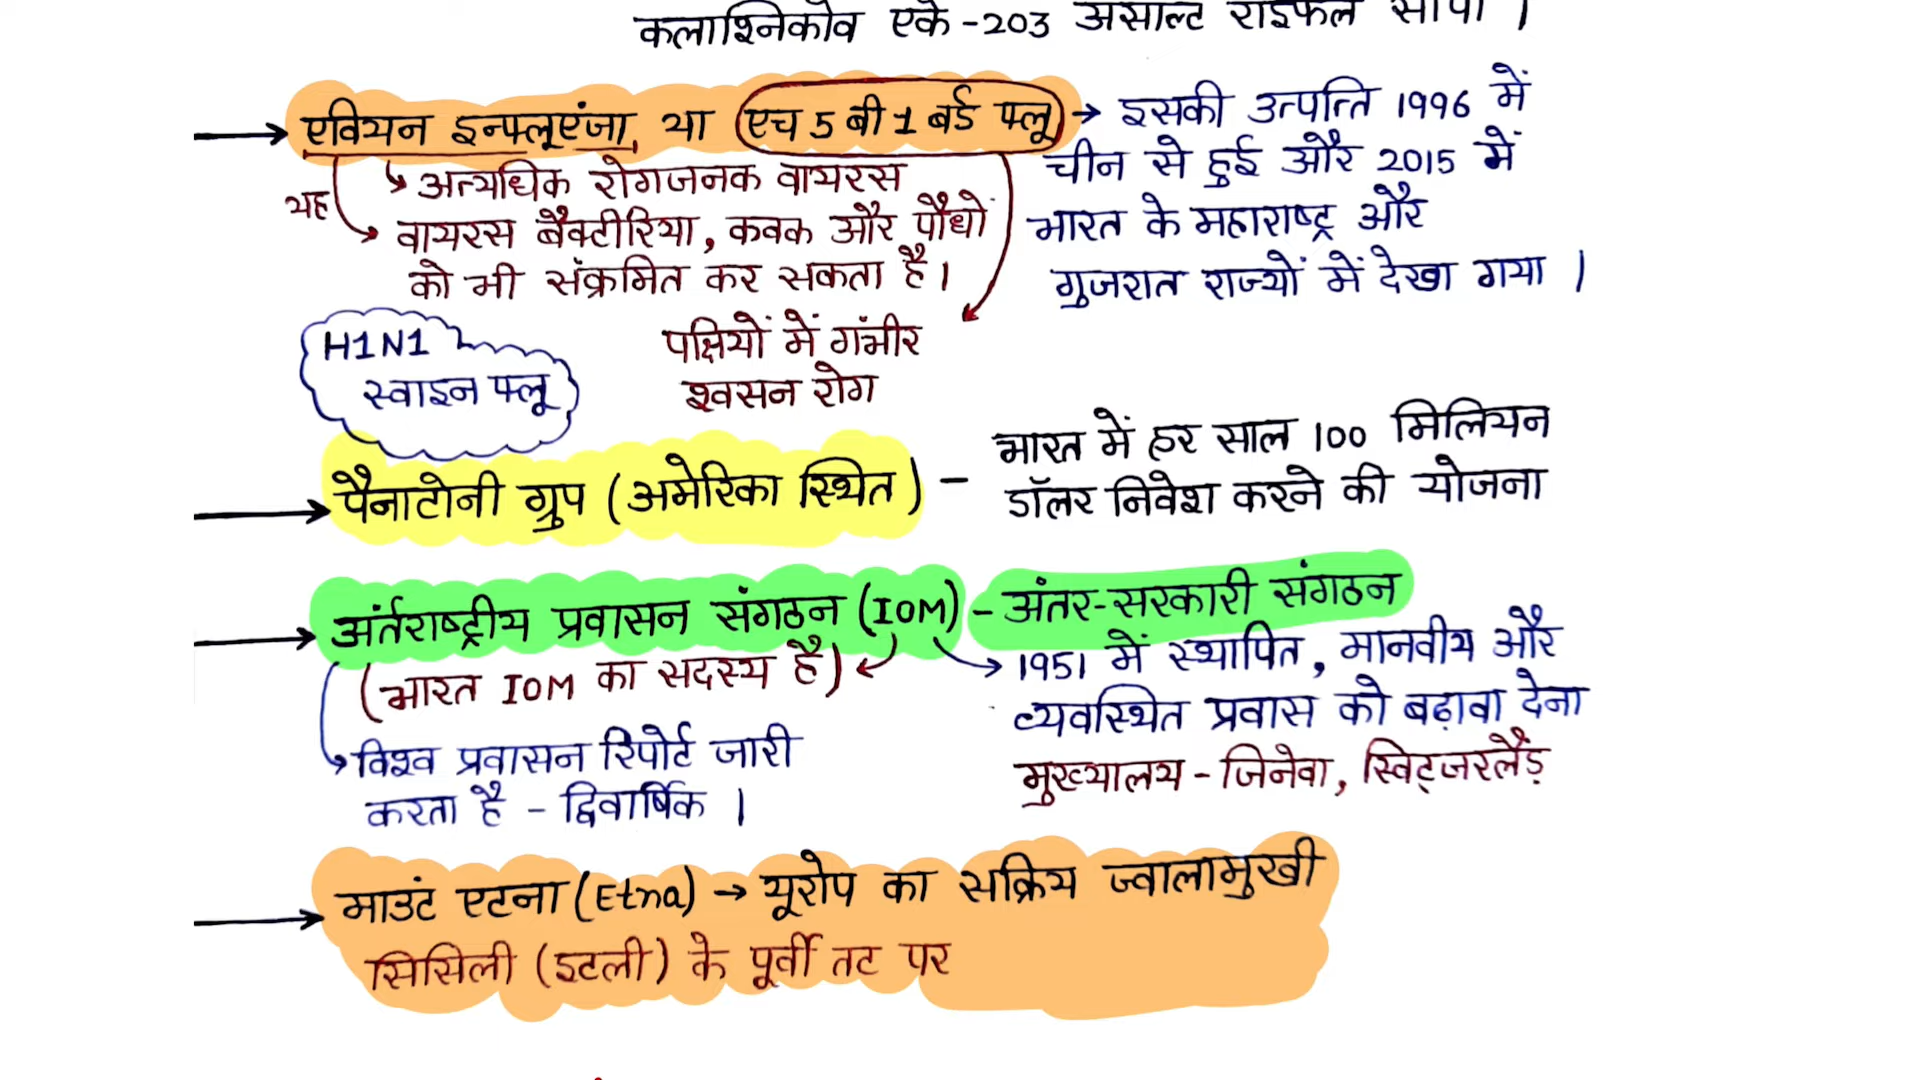 कलाश्निकोव एके-203 असॉल्ट राइफल सौंपी।
एवियन इन्फ्लूएंजा या एच 5 बी 1 बर्ड फ्लू → इसकी उत्पत्ति 1996 में
चीन से हुई और 2015 में
भारत के महाराष्ट्र और
गुजरात राज्यों में देखा गया।
अत्यधिक रोगजनक वायरस
यह
वायरस बैक्टीरिया, कवक और पौधों
को भी संक्रमित कर सकता है।
पक्षियों में गंभीर
श्वसन रोग
H1N1
स्वाइन फ्लू
पैनाटोनी ग्रुप (अमेरिका स्थित) - भारत में हर साल 100 मिलियन
डॉलर निवेश करने की योजना
अंर्तराष्ट्रीय प्रवासन संगठन (IOM) - अंतर-सरकारी संगठन
(भारत IOM का सदस्य है)
1951 में स्थापित, मानवीय और
व्यवस्थित प्रवास को बढ़ावा देना
मुख्यालय - जिनेवा, स्विट्जरलैंड़
विश्व प्रवासन रिपोर्ट जारी
करता है - द्विवार्षिक।
माउंट एटना (Etna) → यूरोप का सक्रिय ज्वालामुखी
सिसिली (इटली) के पूर्वी तट पर